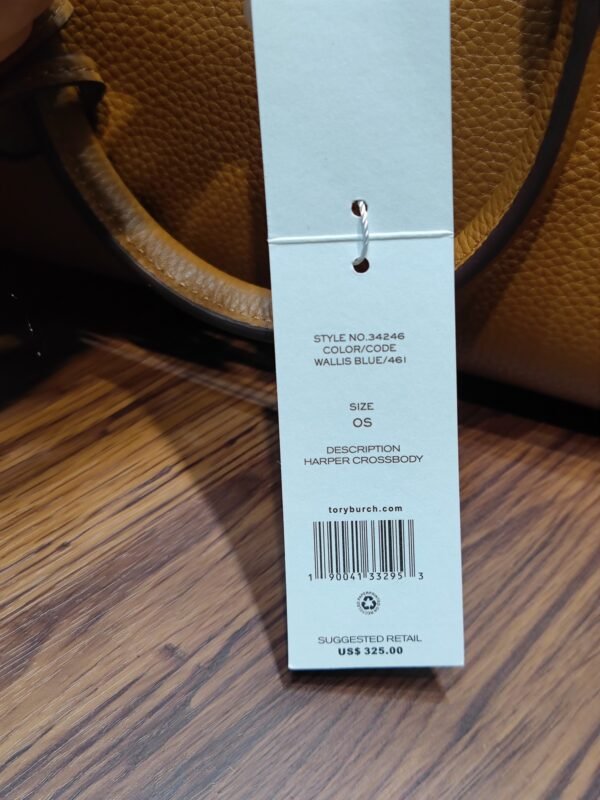 STYLE NO.34246
COLOR/CODE
WALLIS BLUE/461
SIZE
OS
DESCRIPTION
HARPER CROSSBODY
toryburch.com
1 90041 33295 3
SUGGESTED RETAIL
US$ 325.00